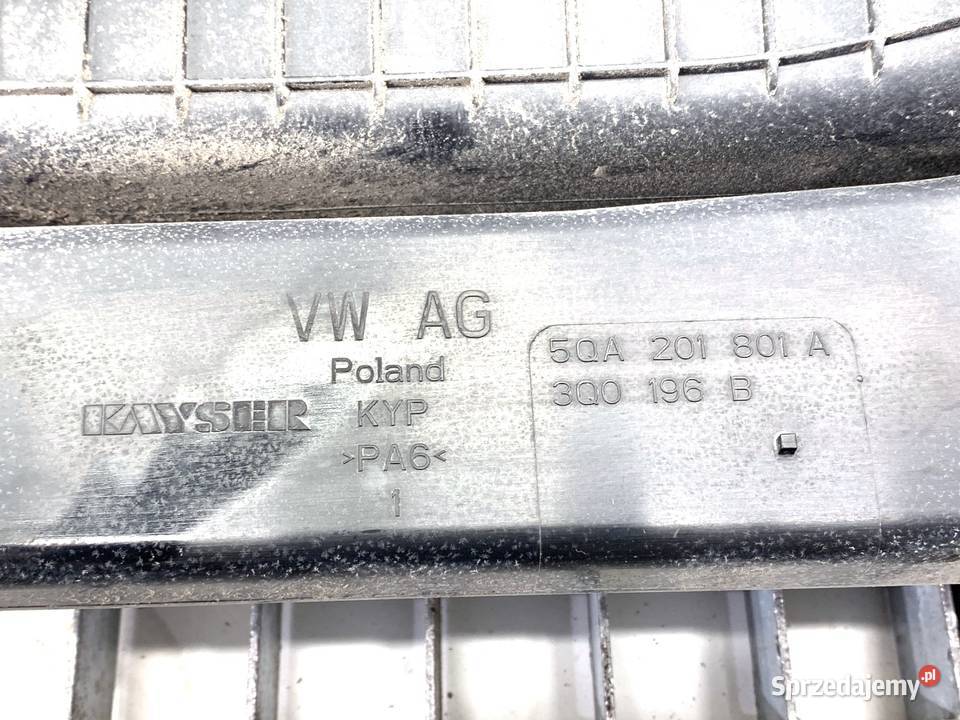 VW AG
Poland
KAYSER KYP
>PA6<
1
5QA 201 801 A
3Q0 196 B
Sprzedajemy.pl